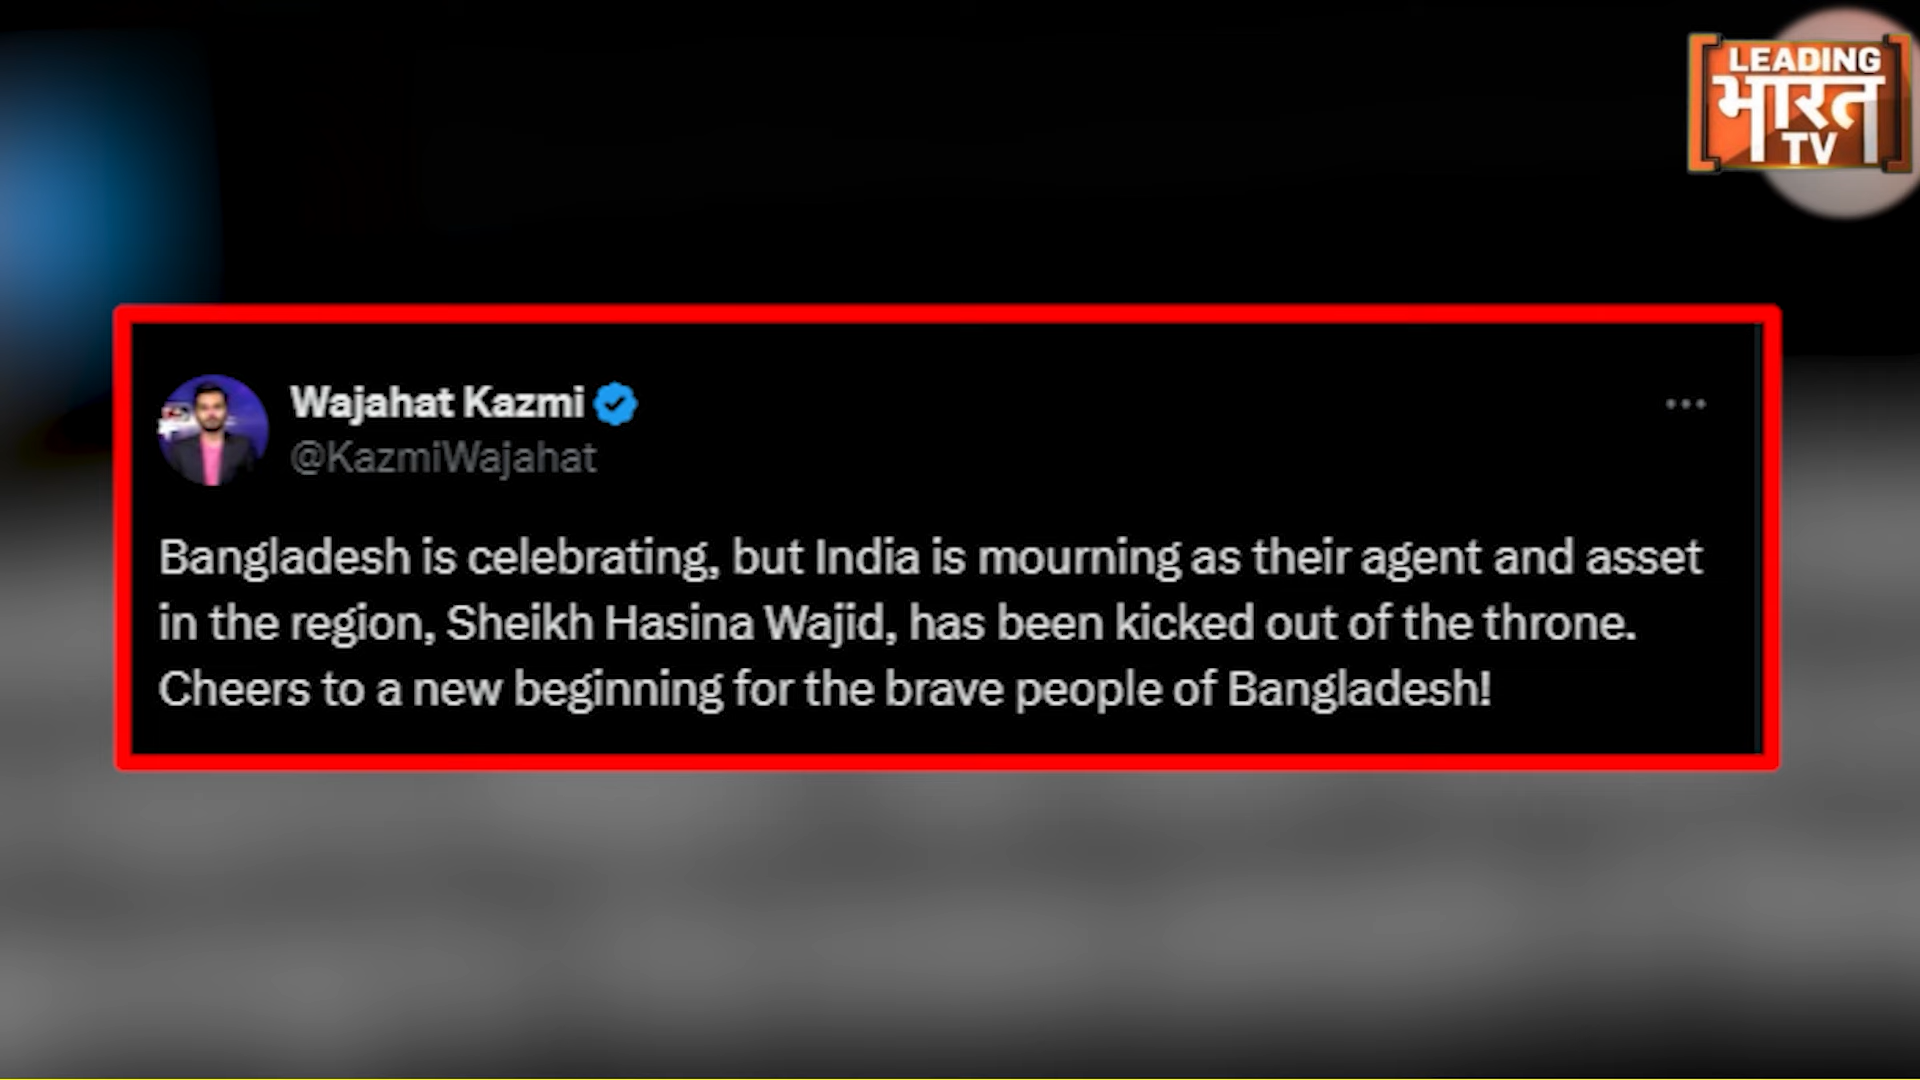 LEADING
भारत
TV
Wajahat Kazmi
@KazmiWajahat
Bangladesh is celebrating, but India is mourning as their agent and asset
in the region, Sheikh Hasina Wajid, has been kicked out of the throne.
Cheers to a new beginning for the brave people of Bangladesh!